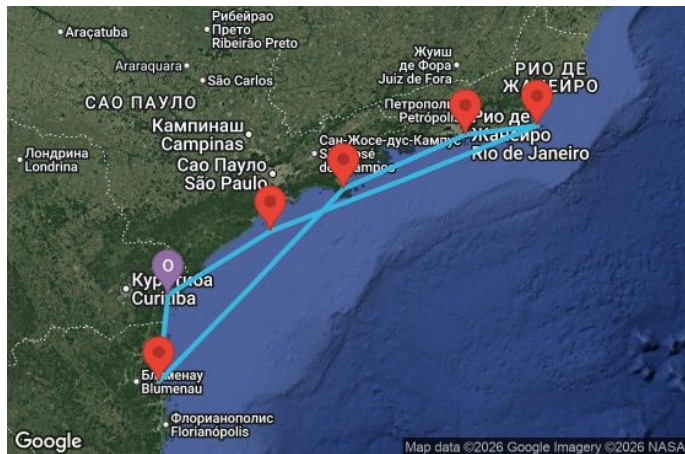 Рибейрао
Прето
Ribeirão Preto
Araçatuba
Araraquara
São Carlos
Жуиш
де Фора
Juiz de Fora
РИО ДЕ
ЖАНЕЙРО
САО ПАУЛО
Петрополис
Petrópolis
Кампинаш
Campinas
Рио де
Жанейро
Rio de Janeiro
Лондрина
Londrina
Сан-Жосе-дус-Кампус
Сао Пауло
São Paulo
O
Curitiba
Blumenau
Флорианополис
Florianópolis
Google
Map data ©2026 Google Imagery ©2026 NASA